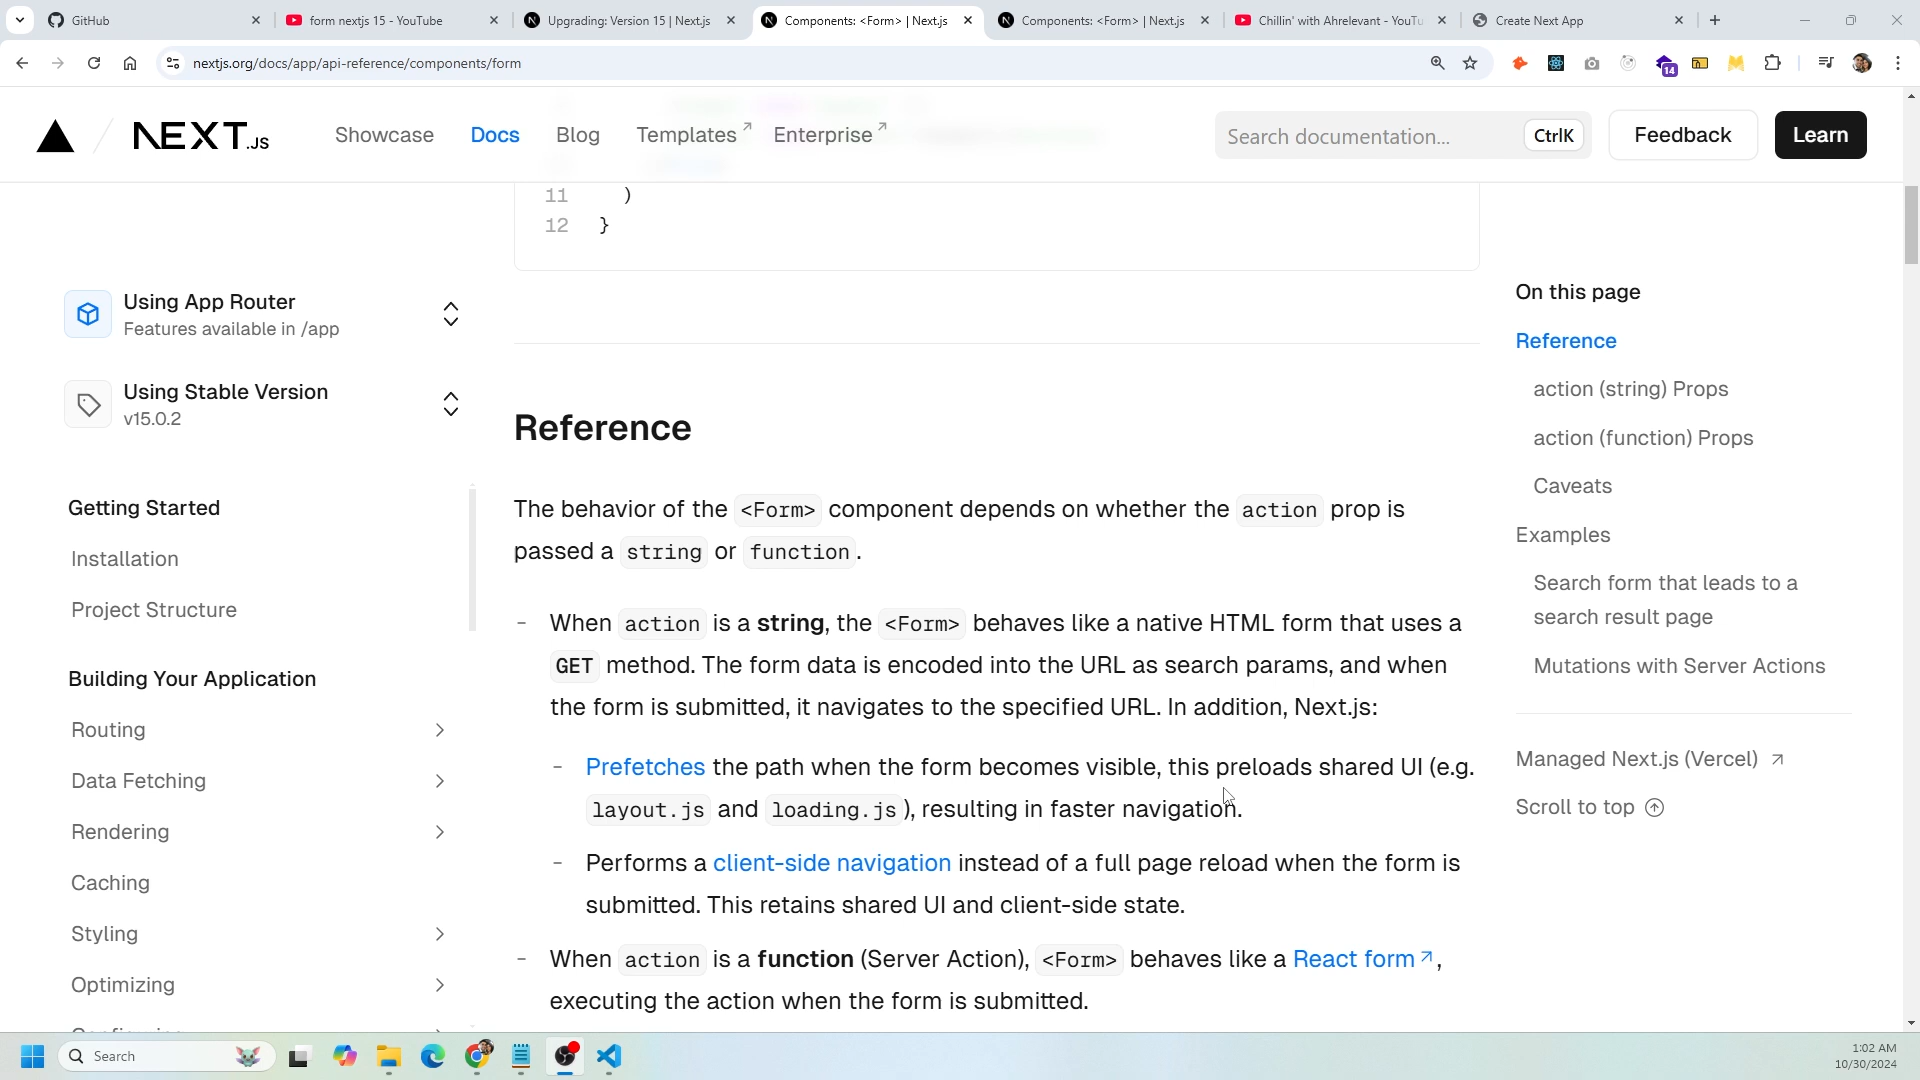 GitHub
form nextjs 15 - YouTube
Upgrading: Version 15 | Next.js
Components: <Form> | Next.js
Components: <Form> | Next.js
Chillin' with Ahrelevant - YouTu
Create Next App
nextjs.org/docs/app/api-reference/components/form
14
NEXT.JS
Showcase
Docs
Blog
Templates
Enterprise
Search documentation...
CtrlK
Feedback
Learn
11 )
12 }
Using App Router
Features available in /app
Using Stable Version
v15.0.2
Getting Started
Installation
Project Structure
Building Your Application
Routing
Data Fetching
Rendering
Caching
Styling
Optimizing
Reference
The behavior of the <Form> component depends on whether the action prop is
passed a string or function.
- When action is a string, the <Form> behaves like a native HTML form that uses a
GET method. The form data is encoded into the URL as search params, and when
the form is submitted, it navigates to the specified URL. In addition, Next.js:
- Prefetches the path when the form becomes visible, this preloads shared UI (e.g.
layout.js and loading.js), resulting in faster navigation.
- Performs a client-side navigation instead of a full page reload when the form is
submitted. This retains shared UI and client-side state.
- When action is a function (Server Action), <Form> behaves like a React form,
executing the action when the form is submitted.
On this page
Reference
action (string) Props
action (function) Props
Caveats
Examples
Search form that leads to a
search result page
Mutations with Server Actions
Managed Next.js (Vercel)
Scroll to top
Search
1:02 AM
10/30/2024